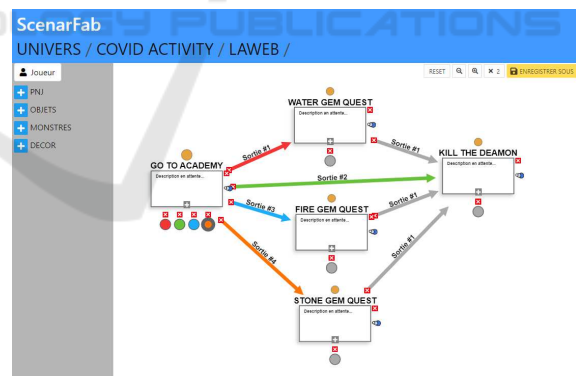 ScenarFab
UNIVERS / COVID ACTIVITY / LAWEB /
Joueur
PNJ
OBJETS
MONSTRES
DECOR
RESET
× 2
ENREGISTRER SOUS
WATER GEM QUEST
Description en attente...
KILL THE DEAMON
Description en attente...
GO TO ACADEMY
Description en attente...
Sortie #1
Sortie #1
Sortie #2
Sortie #3
FIRE GEM QUEST
Description en attente...
Sortie #1
Sortie #4
Sortie #1
STONE GEM QUEST
Description en attente...